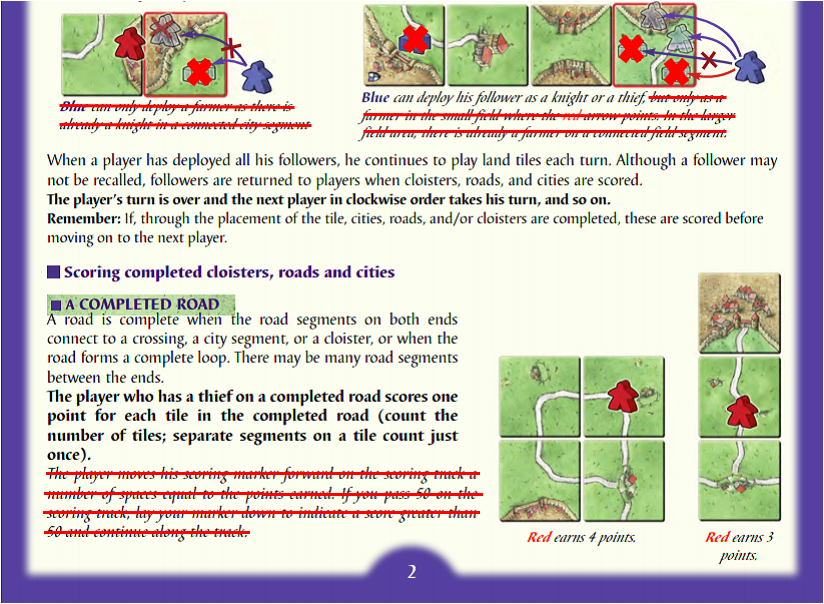 Blue can only deploy a farmer as there is
already a knight in a connected city segment.
Blue can deploy his follower as a knight or a thief, but only as a
farmer in the small field where the red arrow points. In the larger
field area, there is already a farmer on a connected field segment.
When a player has deployed all his followers, he continues to play land tiles each turn. Although a follower may
not be recalled, followers are returned to players when cloisters, roads, and cities are scored.
The player's turn is over and the next player in clockwise order takes his turn, and so on.
Remember: If, through the placement of the tile, cities, roads, and/or cloisters are completed, these are scored before
moving on to the next player.
Scoring completed cloisters, roads and cities
A COMPLETED ROAD
A road is complete when the road segments on both ends
connect to a crossing, a city segment, or a cloister, or when the
road forms a complete loop. There may be many road segments
between the ends.
The player who has a thief on a completed road scores one
point for each tile in the completed road (count the
number of tiles; separate segments on a tile count just
once).
The player moves his scoring marker forward on the scoring track a
number of spaces equal to the points earned. If you pass 50 on the
scoring track, lay your marker down to indicate a score greater than
50 and continue along the track.
Red earns 4 points.
Red earns 3
points.
2